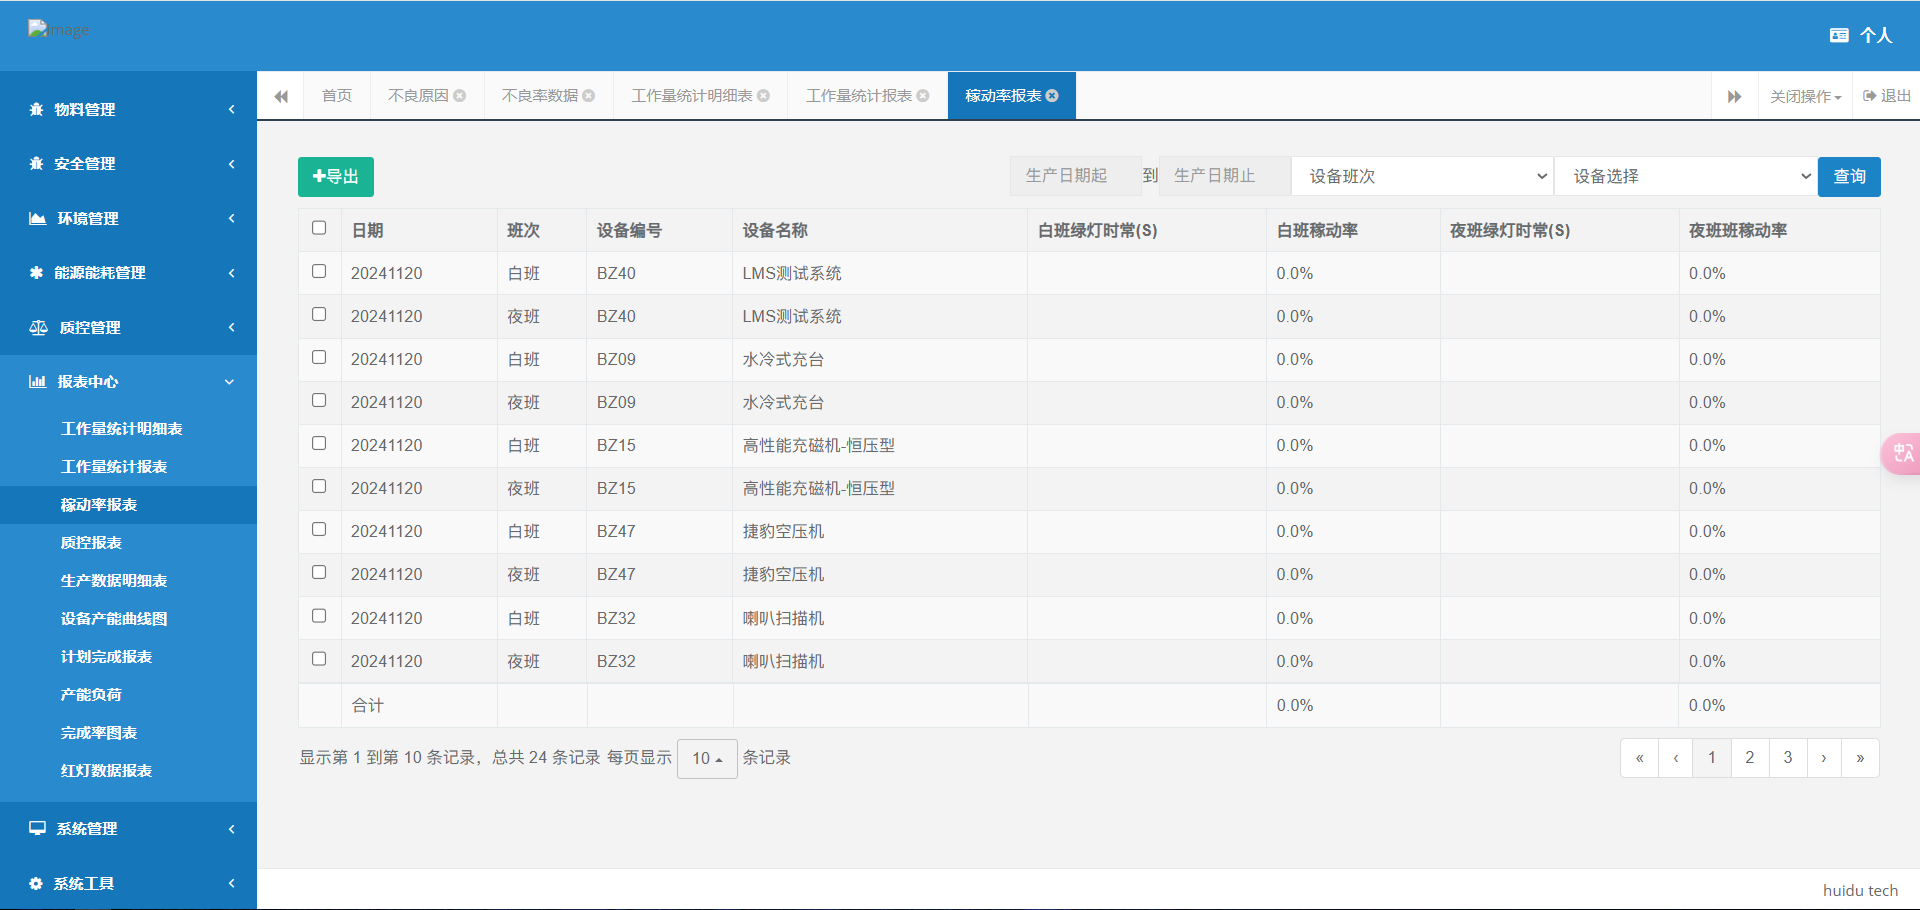 Image
个人
物料管理
安全管理
环境管理
能源能耗管理
质控管理
报表中心
工作量统计明细表
工作量统计报表
稼动率报表
质控报表
生产数据明细表
设备产能曲线图
计划完成报表
产能负荷
完成率图表
红灯数据报表
系统管理
系统工具
首页 不良原因 不良率数据 工作量统计明细表 工作量统计报表 稼动率报表 关闭操作 退出
导出 生产日期起 到 生产日期止 设备班次 设备选择 查询
日期 班次 设备编号 设备名称 白班绿灯时常(S) 白班稼动率 夜班绿灯时常(S) 夜班班稼动率
20241120 白班 BZ40 LMS测试系统 0.0% 0.0%
20241120 夜班 BZ40 LMS测试系统 0.0% 0.0%
20241120 白班 BZ09 水冷式充台 0.0% 0.0%
20241120 夜班 BZ09 水冷式充台 0.0% 0.0%
20241120 白班 BZ15 高性能充磁机-恒压型 0.0% 0.0%
20241120 夜班 BZ15 高性能充磁机-恒压型 0.0% 0.0%
20241120 白班 BZ47 捷豹空压机 0.0% 0.0%
20241120 夜班 BZ47 捷豹空压机 0.0% 0.0%
20241120 白班 BZ32 喇叭扫描机 0.0% 0.0%
20241120 夜班 BZ32 喇叭扫描机 0.0% 0.0%
合计 0.0% 0.0%
显示第 1 到第 10 条记录，总共 24 条记录 每页显示 10 条记录 « ‹ 1 2 3 › »
中A
huidu tech